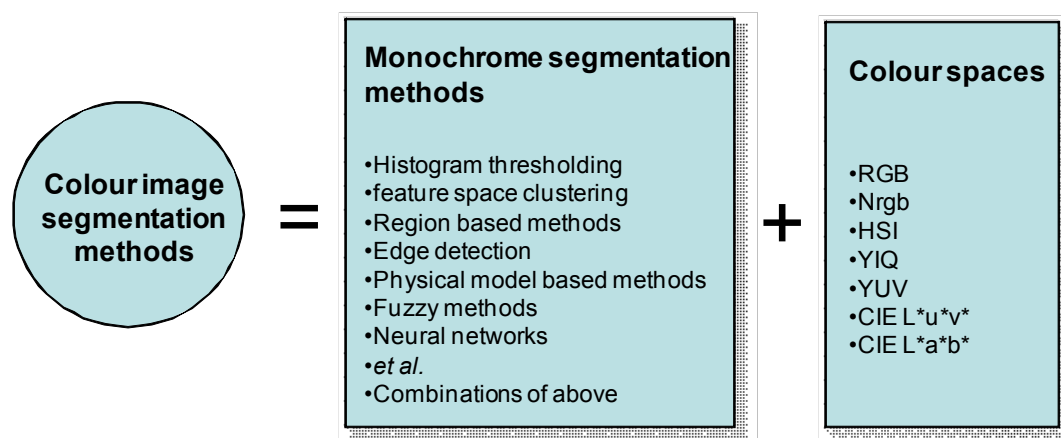 Colour image
segmentation
methods
=
Monochrome segmentation
methods
•Histogram thresholding
•feature space clustering
•Region based methods
•Edge detection
•Physical model based methods
•Fuzzy methods
•Neural networks
•et al.
•Combinations of above
+
Colour spaces
•RGB
•Nrgb
•HSI
•YIQ
•YUV
•CIE L*u*v*
•CIE L*a*b*